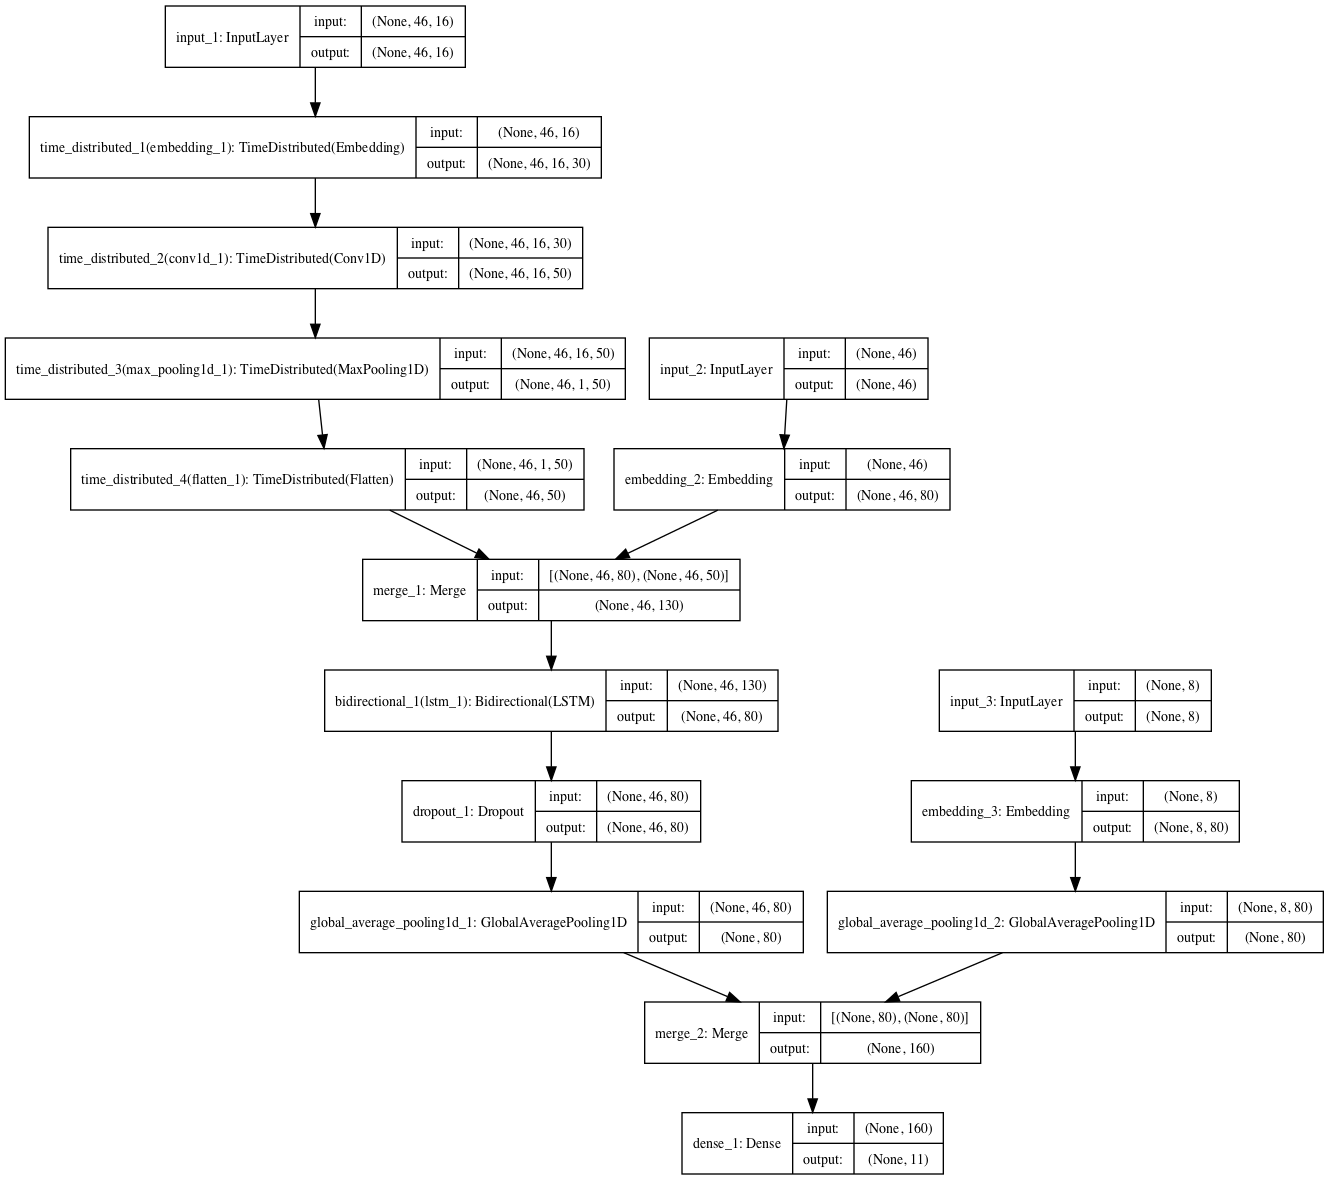 input_1: InputLayer
input:
(None, 46, 16)
output:
(None, 46, 16)
time_distributed_1(embedding_1): TimeDistributed(Embedding)
input:
(None, 46, 16)
output:
(None, 46, 16, 30)
time_distributed_2(conv1d_1): TimeDistributed(Conv1D)
input:
(None, 46, 16, 30)
output:
(None, 46, 16, 50)
time_distributed_3(max_pooling1d_1): TimeDistributed(MaxPooling1D)
input:
(None, 46, 16, 50)
output:
(None, 46, 1, 50)
input_2: InputLayer
input:
(None, 46)
output:
(None, 46)
time_distributed_4(flatten_1): TimeDistributed(Flatten)
input:
(None, 46, 1, 50)
output:
(None, 46, 50)
embedding_2: Embedding
input:
(None, 46)
output:
(None, 46, 80)
merge_1: Merge
input:
[(None, 46, 80), (None, 46, 50)]
output:
(None, 46, 130)
bidirectional_1(lstm_1): Bidirectional(LSTM)
input:
(None, 46, 130)
output:
(None, 46, 80)
input_3: InputLayer
input:
(None, 8)
output:
(None, 8)
dropout_1: Dropout
input:
(None, 46, 80)
output:
(None, 46, 80)
embedding_3: Embedding
input:
(None, 8)
output:
(None, 8, 80)
global_average_pooling1d_1: GlobalAveragePooling1D
input:
(None, 46, 80)
output:
(None, 80)
global_average_pooling1d_2: GlobalAveragePooling1D
input:
(None, 8, 80)
output:
(None, 80)
merge_2: Merge
input:
[(None, 80), (None, 80)]
output:
(None, 160)
dense_1: Dense
input:
(None, 160)
output:
(None, 11)